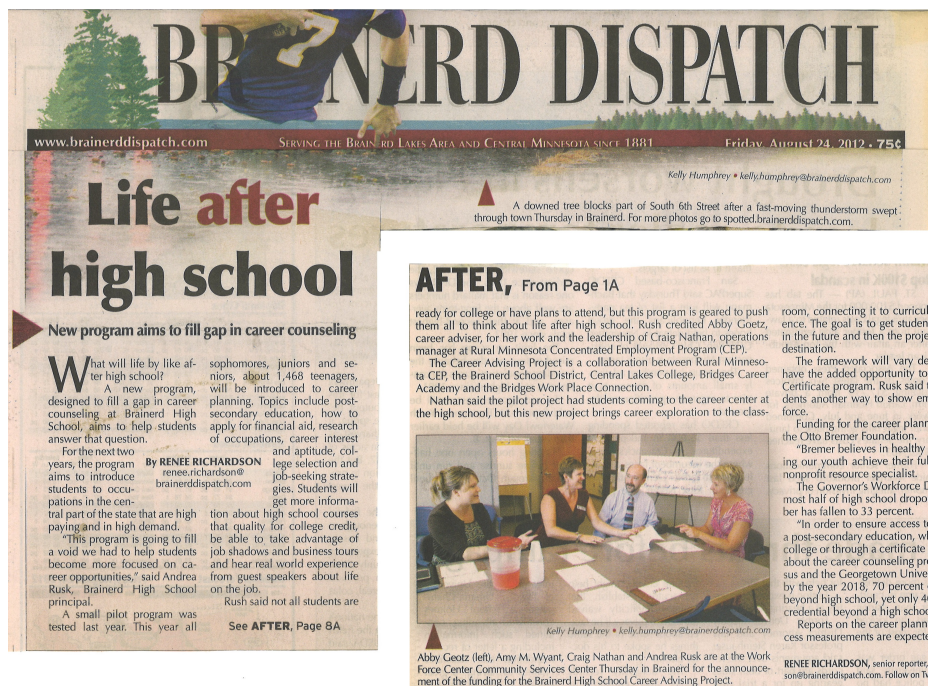 BRAINERD DISPATCH
www.brainerddispatch.com
SERVING THE BRAINERD LAKES AREA AND CENTRAL MINNESOTA SINCE 1881
Friday, August 24, 2012 • 75¢
Kelly Humphrey • kelly.humphrey@brainerddispatch.com
A downed tree blocks part of South 6th Street after a fast-moving thunderstorm swept
through town Thursday in Brainerd. For more photos go to spotted.brainerddispatch.com.
Life after
high school
New program aims to fill gap in career counseling
What will life by like af-
ter high school?
A new program,
designed to fill a gap in career
counseling at Brainerd High
School, aims to help students
answer that question.
For the next two
years, the program
aims to introduce
students to occu-
pations in the cen-
tral part of the state that are high
paying and in high demand.
"This program is going to fill
a void we had to help students
become more focused on ca-
reer opportunities," said Andrea
Rusk, Brainerd High School
principal.
A small pilot program was
tested last year. This year all
By RENEE RICHARDSON
renee.richardson@
brainerddispatch.com
sophomores, juniors and se-
niors, about 1,468 teenagers,
will be introduced to career
planning. Topics include post-
secondary education, how to
apply for financial aid, research
of occupations, career interest
and aptitude, col-
lege selection and
job-seeking strate-
gies. Students will
get more informa-
tion about high school courses
that quality for college credit,
be able to take advantage of
job shadows and business tours
and hear real world experience
from guest speakers about life
on the job.
Rush said not all students are
See AFTER, Page 8A
AFTER, From Page 1A
ready for college or have plans to attend, but this program is geared to push
them all to think about life after high school. Rush credited Abby Goetz,
career adviser, for her work and the leadership of Craig Nathan, operations
manager at Rural Minnesota Concentrated Employment Program (CEP).
The Career Advising Project is a collaboration between Rural Minneso-
ta CEP, the Brainerd School District, Central Lakes College, Bridges Career
Academy and the Bridges Work Place Connection.
Nathan said the pilot project had students coming to the career center at
the high school, but this new project brings career exploration to the class-
Kelly Humphrey • kelly.humphrey@brainerddispatch.com
Abby Geotz (left), Amy M. Wyant, Craig Nathan and Andrea Rusk are at the Work
Force Center Community Services Center Thursday in Brainerd for the announce-
ment of the funding for the Brainerd High School Career Advising Project.
room, connecting it to curricul
ence. The goal is to get studen
in the future and then the proje
destination.
The framework will vary de
have the added opportunity to
Certificate program. Rusk said t
dents another way to show em
force.
Funding for the career plann
the Otto Bremer Foundation.
"Bremer believes in healthy
ing our youth achieve their ful
nonprofit resource specialist.
The Governor's Workforce D
most half of high school dropo
ber has fallen to 33 percent.
"In order to ensure access t
a post-secondary education, wh
college or through a certificate
about the career counseling pr
sus and the Georgetown Unive
by the year 2018, 70 percent
beyond high school, yet only 4
credential beyond a high schoo
Reports on the career plann
cess measurements are expecte
RENEE RICHARDSON, senior reporter,
son@brainerddispatch.com. Follow on Tw